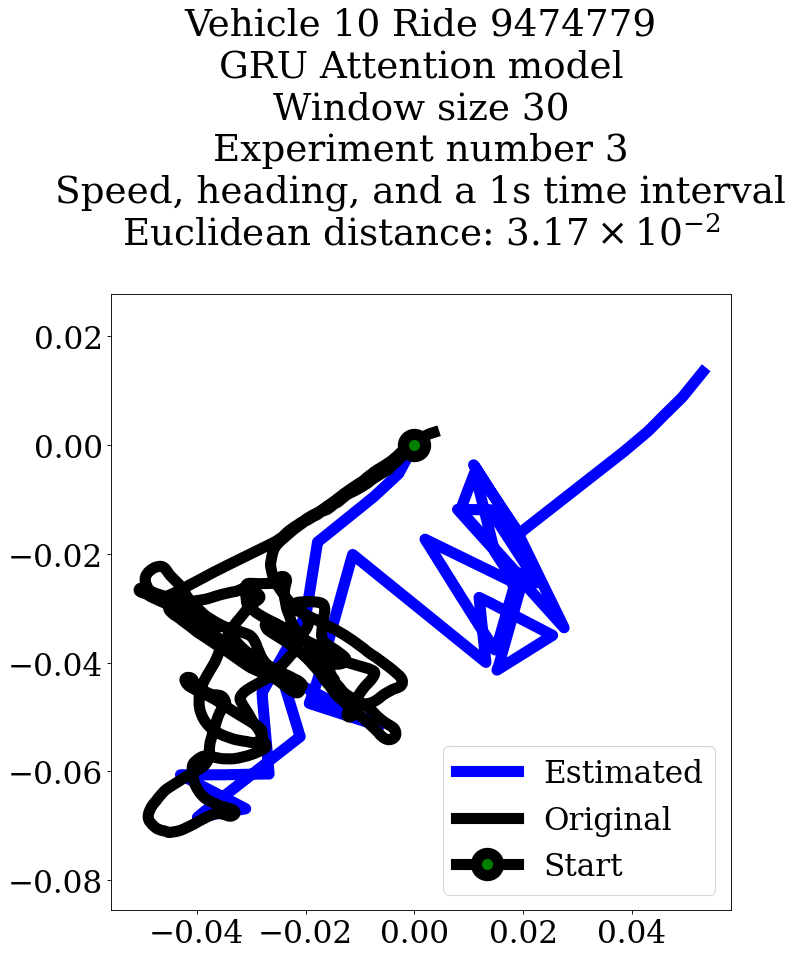 Vehicle 10 Ride 9474779
GRU Attention model
Window size 30
Experiment number 3
Speed, heading, and a 1s time interval
Euclidean distance: 3.17 × 10⁻²
0.02
0.00
−0.02
−0.04
−0.06
−0.08
Estimated
Original
Start
−0.04 −0.02 0.00 0.02 0.04